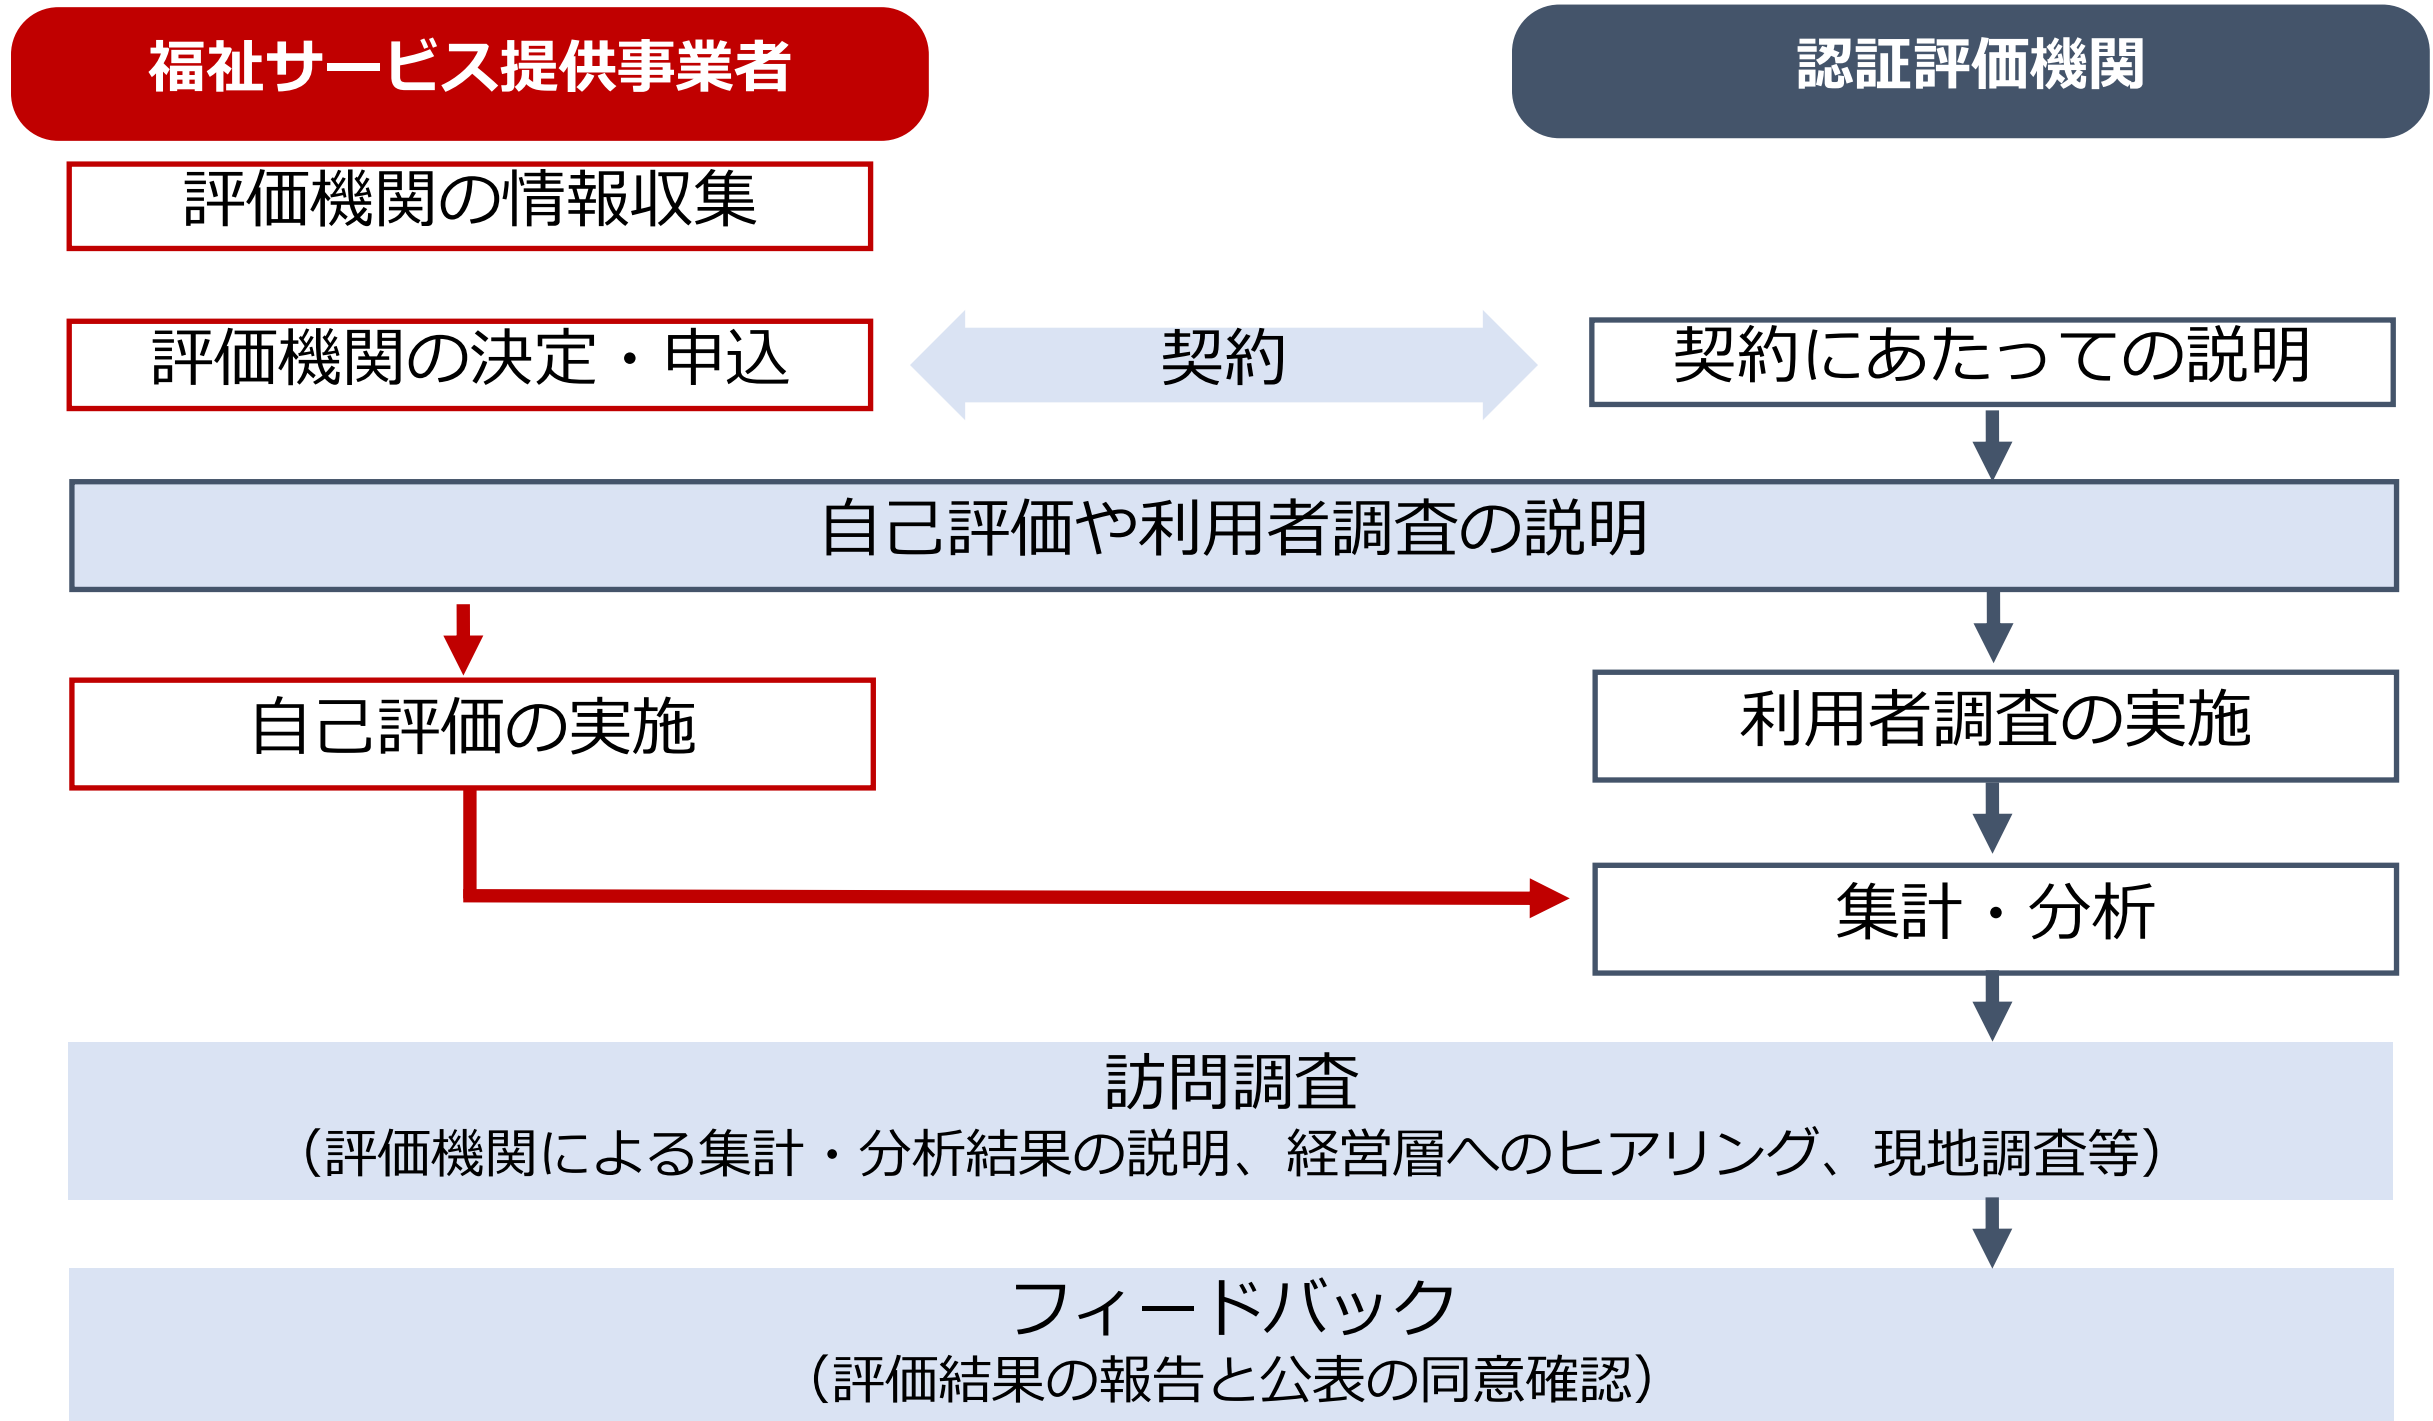 福祉サービス提供事業者
認証評価機関
評価機関の情報収集
評価機関の決定・申込
契約
契約にあたっての説明
自己評価や利用者調査の説明
自己評価の実施
利用者調査の実施
集計・分析
訪問調査
（評価機関による集計・分析結果の説明、経営層へのヒアリング、現地調査等）
フィードバック
（評価結果の報告と公表の同意確認）